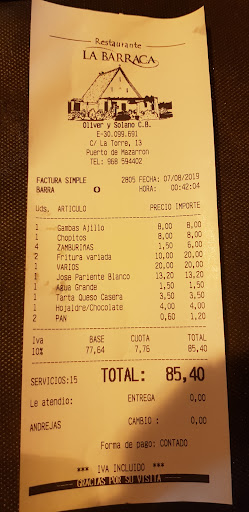 Restaurante
LA BARRACA
Oliver y Solano C.B.
E-30.099.691
C/ La Torre, 13
Puerto de Mazarron
TEL: 968 594402
FACTURA SIMPLE 2805 FECHA: 07/08/2019
BARRA 0 HORA: 00:42:04
Uds. ARTICULO PRECIO IMPORTE
1 Gambas Ajillo 8,00 8,00
1 Chopitos 8,00 8,00
4 ZAMBURIÑAS 1,50 6,00
2 Fritura variada 10,00 20,00
1 VARIOS 20,00 20,00
1 Jose Pariente Blanco 13,20 13,20
1 Agua Grande 1,50 1,50
1 Tarta Queso Casera 3,50 3,50
1 Hojaldre/Chocolate 4,00 4,00
2 PAN 0,60 1,20
Iva BASE CUOTA TOTAL
10% 77,64 7,76 85,40
SERVICIOS:15 TOTAL: 85,40
Le atendio: ENTREGA 0,00
ANDREJAS CAMBIO : 0,00
Forma de pago: CONTADO
*** IVA INCLUIDO ***
GRACIAS POR SU VISITA